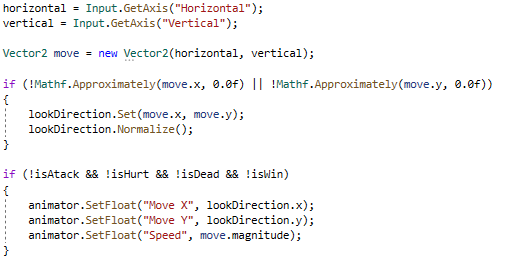 horizontal = Input.GetAxis("Horizontal");
vertical = Input.GetAxis("Vertical");
Vector2 move = new Vector2(horizontal, vertical);
if (!Mathf.Approximately(move.x, 0.0f) || !Mathf.Approximately(move.y, 0.0f))
{
lookDirection.Set(move.x, move.y);
lookDirection.Normalize();
}
if (!isAtack && !isHurt && !isDead && !isWin)
{
animator.SetFloat("Move X", lookDirection.x);
animator.SetFloat("Move Y", lookDirection.y);
animator.SetFloat("Speed", move.magnitude);
}